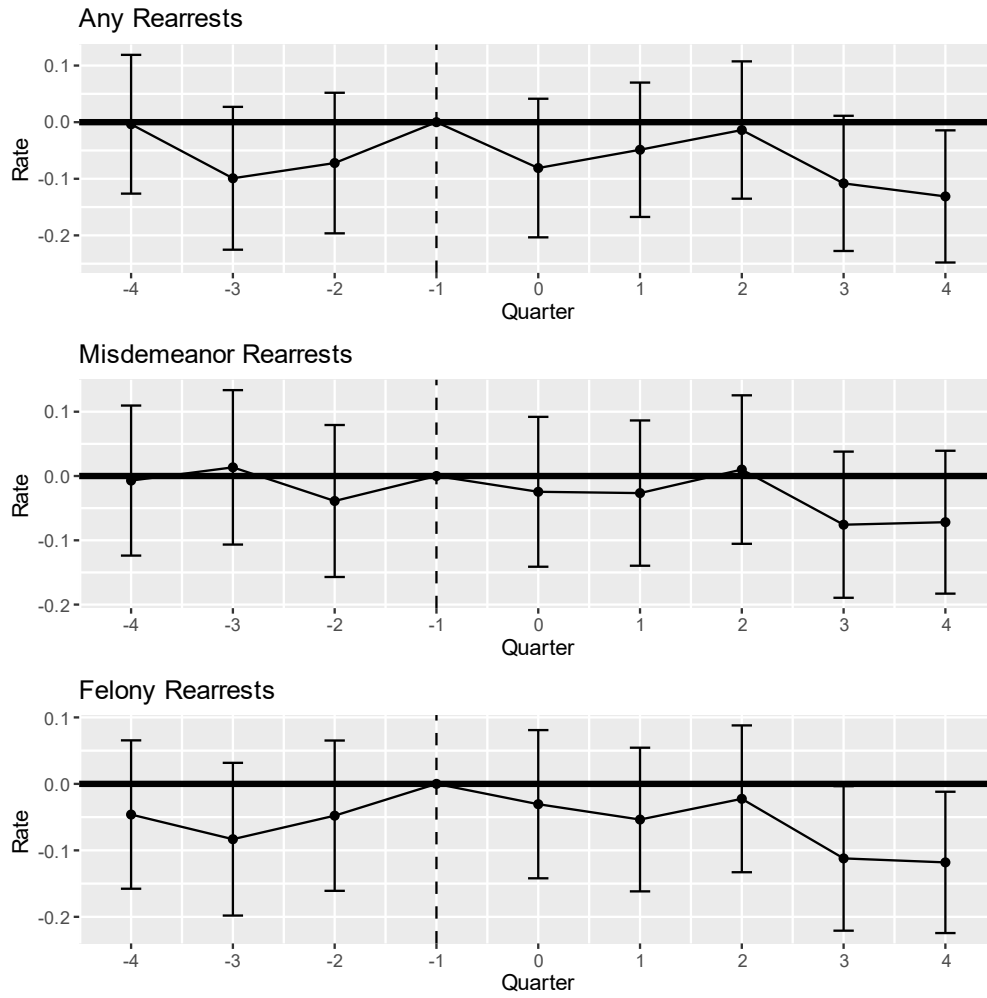 Any Rearrests
0.1
0.0
-0.1
-0.2
Rate
-4 -3 -2 -1 0 1 2 3 4
Quarter
Misdemeanor Rearrests
0.1
0.0
-0.1
-0.2
Rate
-4 -3 -2 -1 0 1 2 3 4
Quarter
Felony Rearrests
0.1
0.0
-0.1
-0.2
Rate
-4 -3 -2 -1 0 1 2 3 4
Quarter